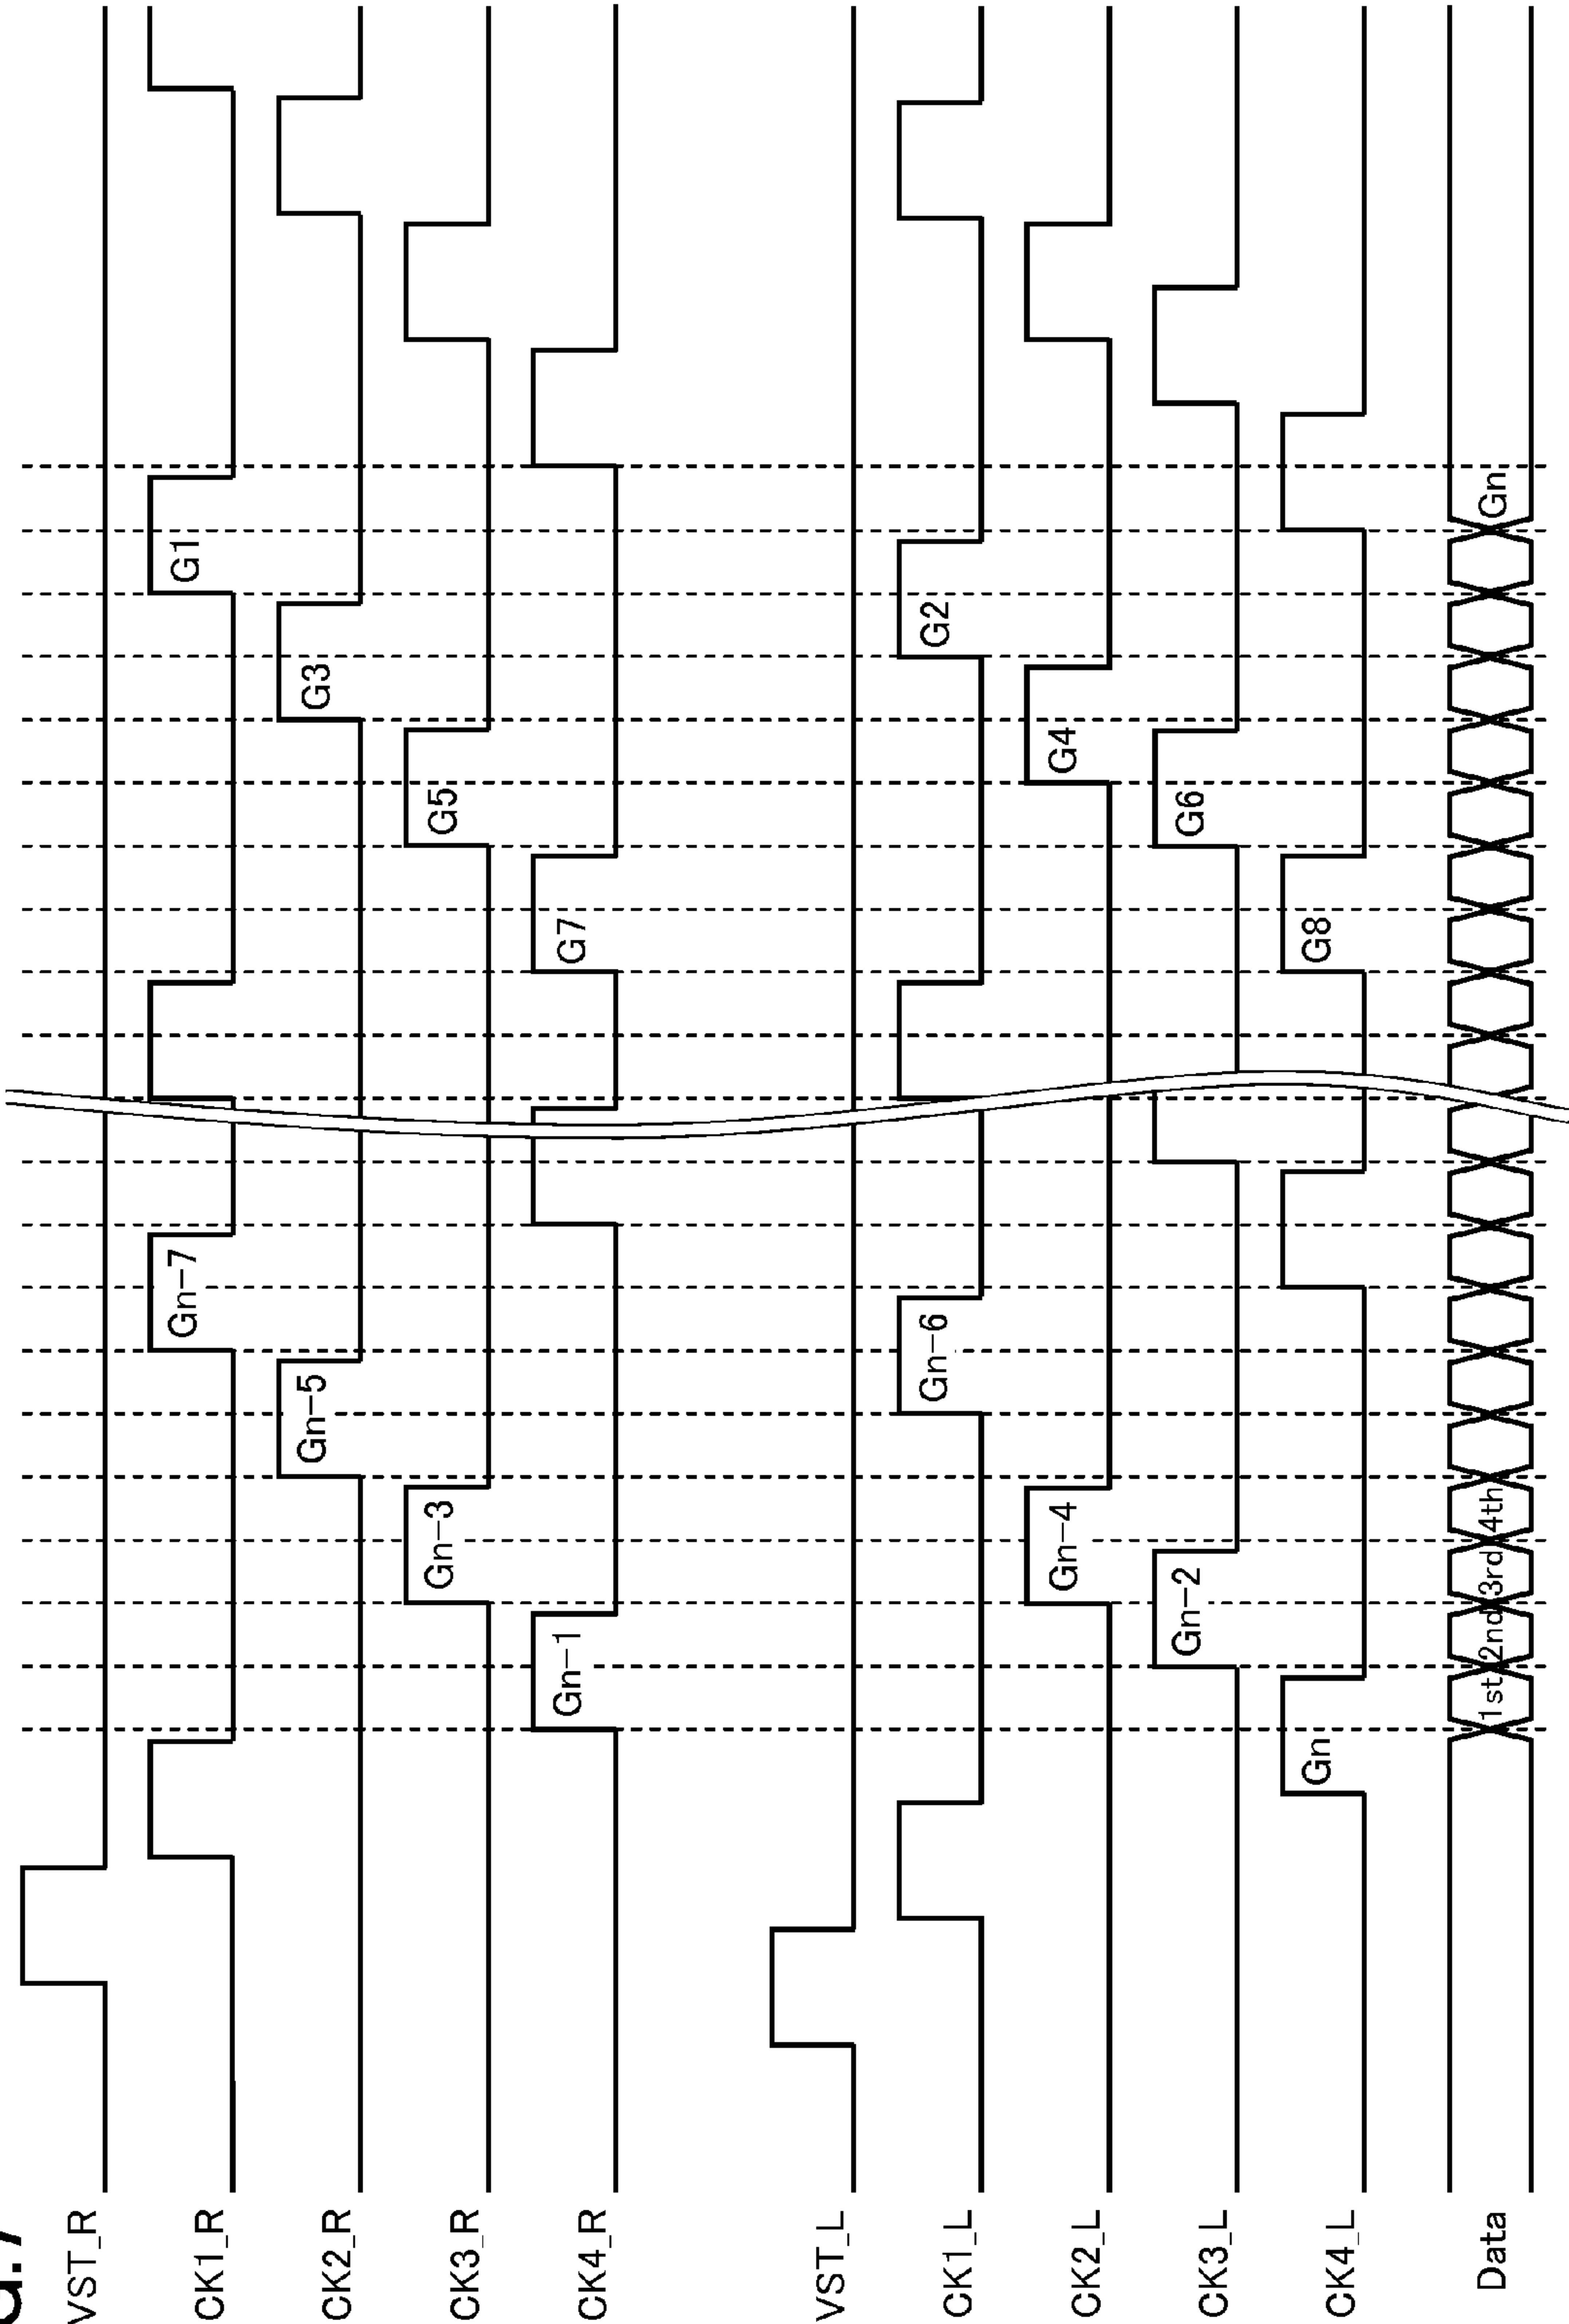 VST_R
CK1_R Gn-7 G1
CK2_R Gn-5 G3
CK3_R Gn-3 G5
CK4_R Gn-1 G7
VST_L
CK1_L Gn-6 G2
CK2_L Gn-4 G4
CK3_L Gn-2 G6
CK4_L Gn G8
Data 1st 2nd 3rd 4th Gn